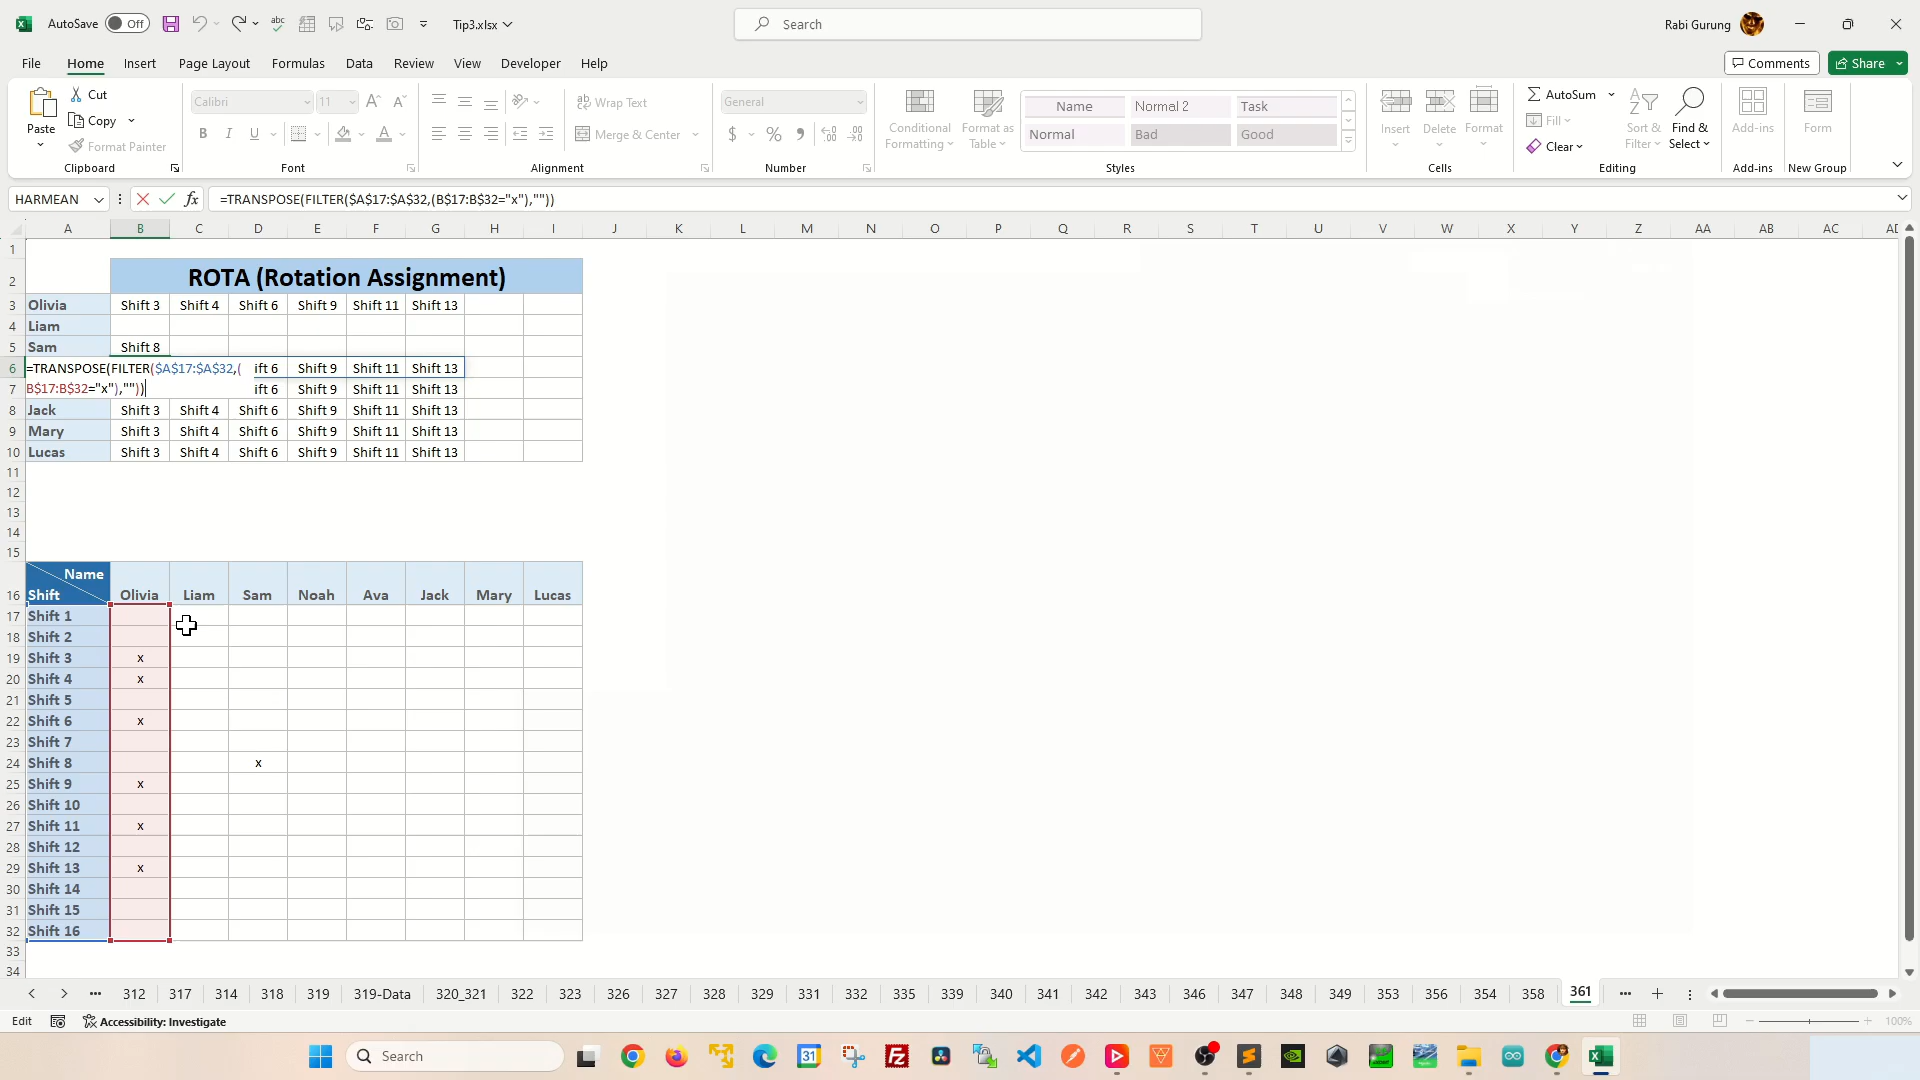 AutoSave Off Tip3.xlsx Search Rabi Gurung
File Home Insert Page Layout Formulas Data Review View Developer Help Comments Share
Paste Cut Copy Format Painter Clipboard
Calibri 11 B I U Font
Wrap Text Merge & Center Alignment
General $ % Number
Conditional Formatting Format as Table Name Normal 2 Task Normal Bad Good Styles
Insert Delete Format Cells
AutoSum Fill Clear Sort & Filter Find & Select Editing
Add-ins Add-ins
Form New Group
HARMEAN fx =TRANSPOSE(FILTER($A$17:$A$32,(B$17:B$32="x"),""))
A B C D E F G H I J K L M N O P Q R S T U V W X Y Z AA AB AC AD
1
2 ROTA (Rotation Assignment)
3 Olivia Shift 3 Shift 4 Shift 6 Shift 9 Shift 11 Shift 13
4 Liam
5 Sam Shift 8
6 =TRANSPOSE(FILTER($A$17:$A$32,( ift 6 Shift 9 Shift 11 Shift 13
7 B$17:B$32="x"),"")) ift 6 Shift 9 Shift 11 Shift 13
8 Jack Shift 3 Shift 4 Shift 6 Shift 9 Shift 11 Shift 13
9 Mary Shift 3 Shift 4 Shift 6 Shift 9 Shift 11 Shift 13
10 Lucas Shift 3 Shift 4 Shift 6 Shift 9 Shift 11 Shift 13
11
12
13
14
15
Name
16 Shift Olivia Liam Sam Noah Ava Jack Mary Lucas
17 Shift 1
18 Shift 2
19 Shift 3 x
20 Shift 4 x
21 Shift 5
22 Shift 6 x
23 Shift 7
24 Shift 8 x
25 Shift 9 x
26 Shift 10
27 Shift 11 x
28 Shift 12
29 Shift 13 x
30 Shift 14
31 Shift 15
32 Shift 16
33
34
312 317 314 318 319 319-Data 320_321 322 323 326 327 328 329 331 332 335 339 340 341 342 343 346 347 348 349 353 356 354 358 361
Edit Accessibility: Investigate 100%
Search